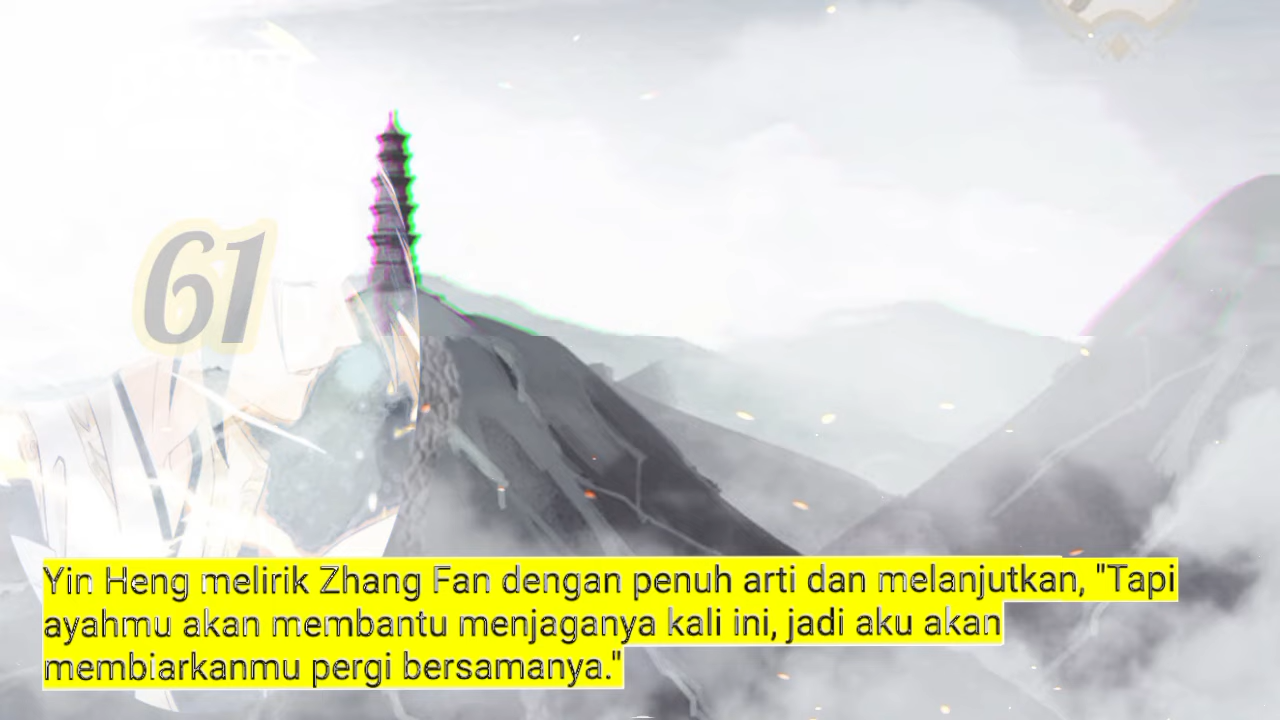 61
Yin Heng melirik Zhang Fan dengan penuh arti dan melanjutkan, "Tapi
ayahmu akan membantu menjaganya kali ini, jadi aku akan
membiarkanmu pergi bersamanya."